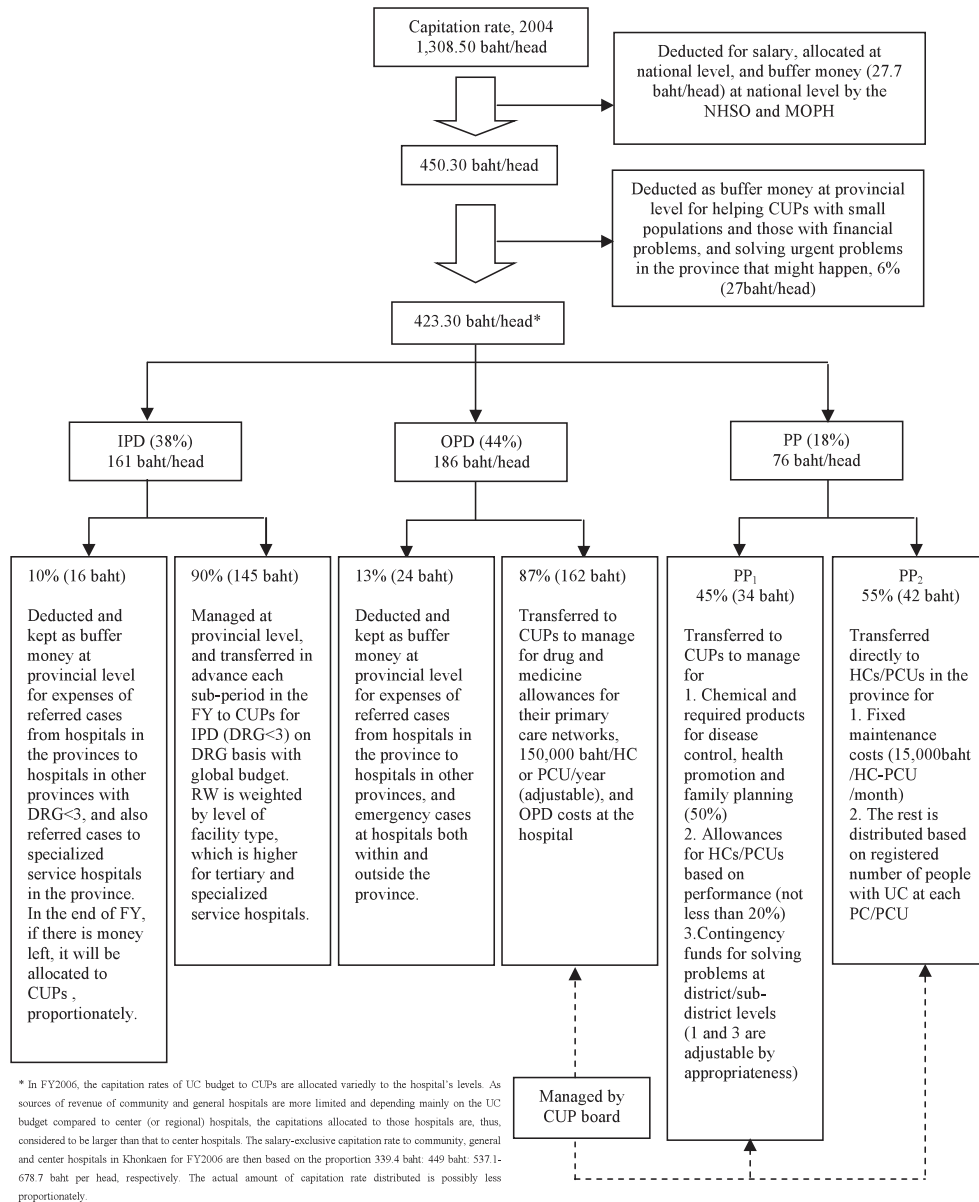 Capitation rate, 2004
1,308.50 baht/head
Deducted for salary, allocated at
national level, and buffer money (27.7
baht/head) at national level by the
NHSO and MOPH
450.30 baht/head
Deducted as buffer money at provincial
level for helping CUPs with small
populations and those with financial
problems, and solving urgent problems
in the province that might happen, 6%
(27baht/head)
423.30 baht/head*
IPD (38%)
161 baht/head
OPD (44%)
186 baht/head
PP (18%)
76 baht/head
10% (16 baht)
Deducted and
kept as buffer
money at
provincial level
for expenses of
referred cases
from hospitals in
the provinces to
hospitals in other
provinces with
DRG<3, and also
referred cases to
specialized
service hospitals
in the province.
In the end of FY,
if there is money
left, it will be
allocated to
CUPs ,
proportionately.
90% (145 baht)
Managed at
provincial level,
and transferred in
advance each
sub-period in the
FY to CUPs for
IPD (DRG<3) on
DRG basis with
global budget.
RW is weighted
by level of
facility type,
which is higher
for tertiary and
specialized
service hospitals.
13% (24 baht)
Deducted and
kept as buffer
money at
provincial level
for expenses of
referred cases
from hospitals in
the province to
hospitals in other
provinces, and
emergency cases
at hospitals both
within and
outside the
province.
87% (162 baht)
Transferred to
CUPs to manage
for drug and
medicine
allowances for
their primary
care networks,
150,000 baht/HC
or PCU/year
(adjustable), and
OPD costs at the
hospital
PP₁
45% (34 baht)
Transferred to
CUPs to manage
for
1. Chemical and
required products
for disease
control, health
promotion and
family planning
(50%)
2. Allowances
for HCs/PCUs
based on
performance (not
less than 20%)
3.Contingency
funds for solving
problems at
district/sub-
district levels
(1 and 3 are
adjustable by
appropriateness)
PP₂
55% (42 baht)
Transferred
directly to
HCs/PCUs in the
province for
1. Fixed
maintenance
costs (15,000baht
/HC-PCU
/month)
2. The rest is
distributed based
on registered
number of people
with UC at each
PC/PCU
Managed by
CUP board
* In FY2006, the capitation rates of UC budget to CUPs are allocated variedly to the hospital's levels. As
sources of revenue of community and general hospitals are more limited and depending mainly on the UC
budget compared to center (or regional) hospitals, the capitations allocated to those hospitals are, thus,
considered to be larger than that to center hospitals. The salary-exclusive capitation rate to community, general
and center hospitals in Khonkaen for FY2006 are then based on the proportion 339.4 baht: 449 baht: 537.1-
678.7 baht per head, respectively. The actual amount of capitation rate distributed is possibly less
proportionately.